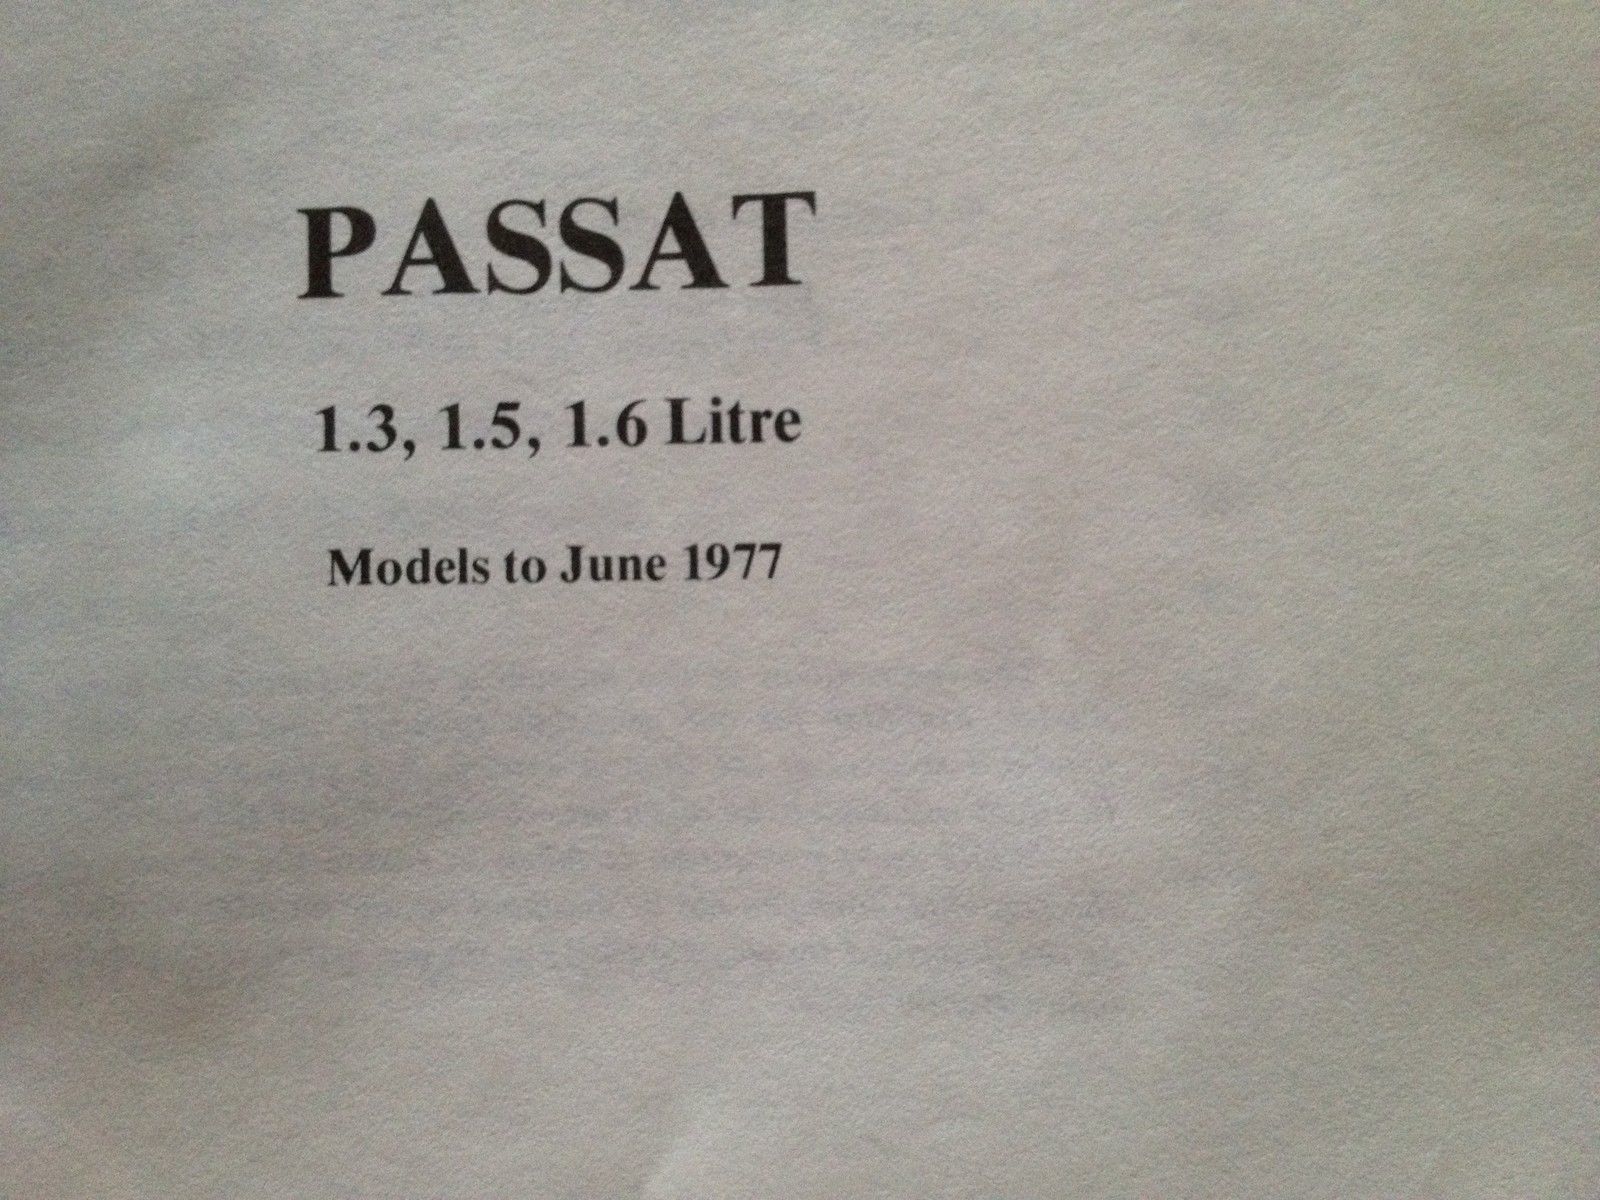 PASSAT
1.3, 1.5, 1.6 Litre
Models to June 1977